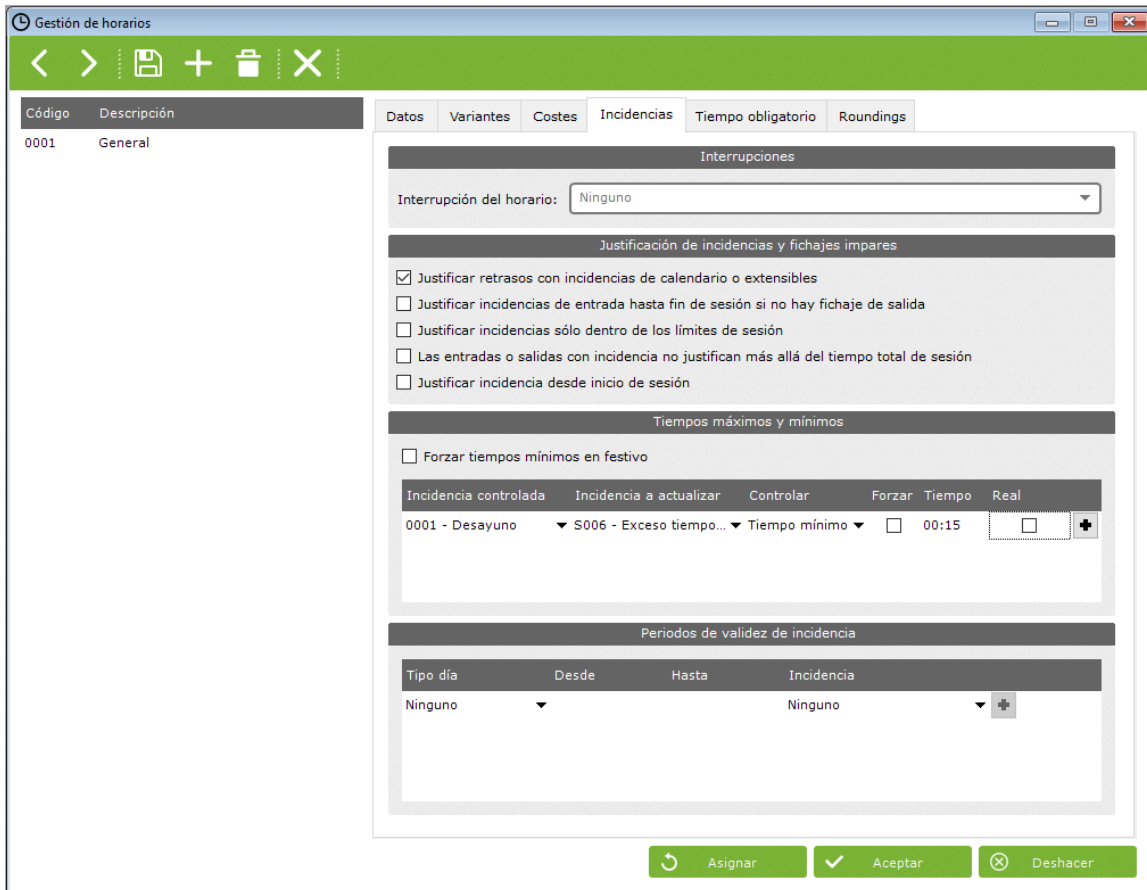 Gestión de horarios
Código Descripción
0001 General
Datos Variantes Costes Incidencias Tiempo obligatorio Roundings
Interrupciones
Interrupción del horario: Ninguno
Justificación de incidencias y fichajes impares
Justificar retrasos con incidencias de calendario o extensibles
Justificar incidencias de entrada hasta fin de sesión si no hay fichaje de salida
Justificar incidencias sólo dentro de los límites de sesión
Las entradas o salidas con incidencia no justifican más allá del tiempo total de sesión
Justificar incidencia desde inicio de sesión
Tiempos máximos y mínimos
Forzar tiempos mínimos en festivo
Incidencia controlada Incidencia a actualizar Controlar Forzar Tiempo Real
0001 - Desayuno S006 - Exceso tiempo... Tiempo mínimo 00:15
Periodos de validez de incidencia
Tipo día Desde Hasta Incidencia
Ninguno Ninguno
Asignar Aceptar Deshacer